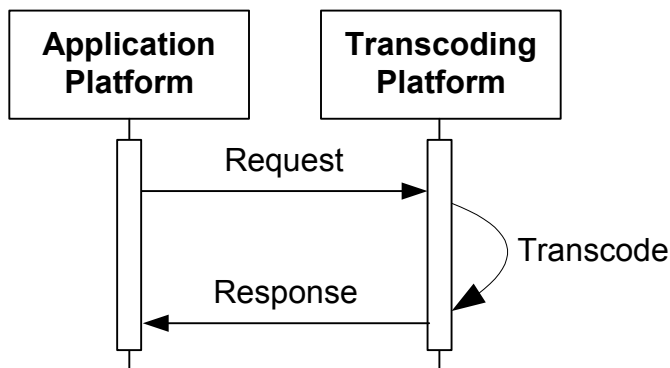 Application
Platform
Transcoding
Platform
Request
Transcode
Response